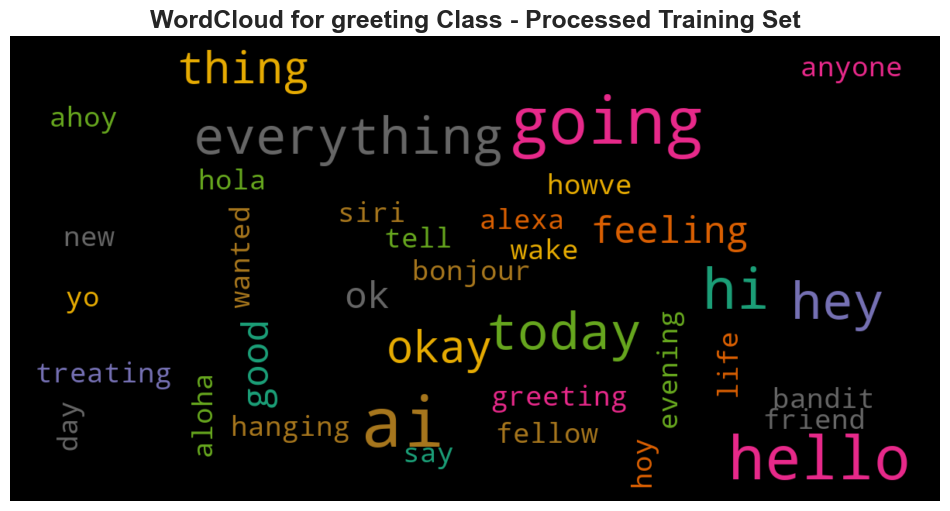 WordCloud for greeting Class - Processed Training Set
thing
anyone
ahoy
everything
going
hola
howve
siri
alexa
feeling
new
wanted
tell
wake
bonjour
yo
ok
hi
hey
good
okay
today
evening
life
treating
day
aloha
hanging
ai
greeting
bandit
friend
say
fellow
hoy
hello